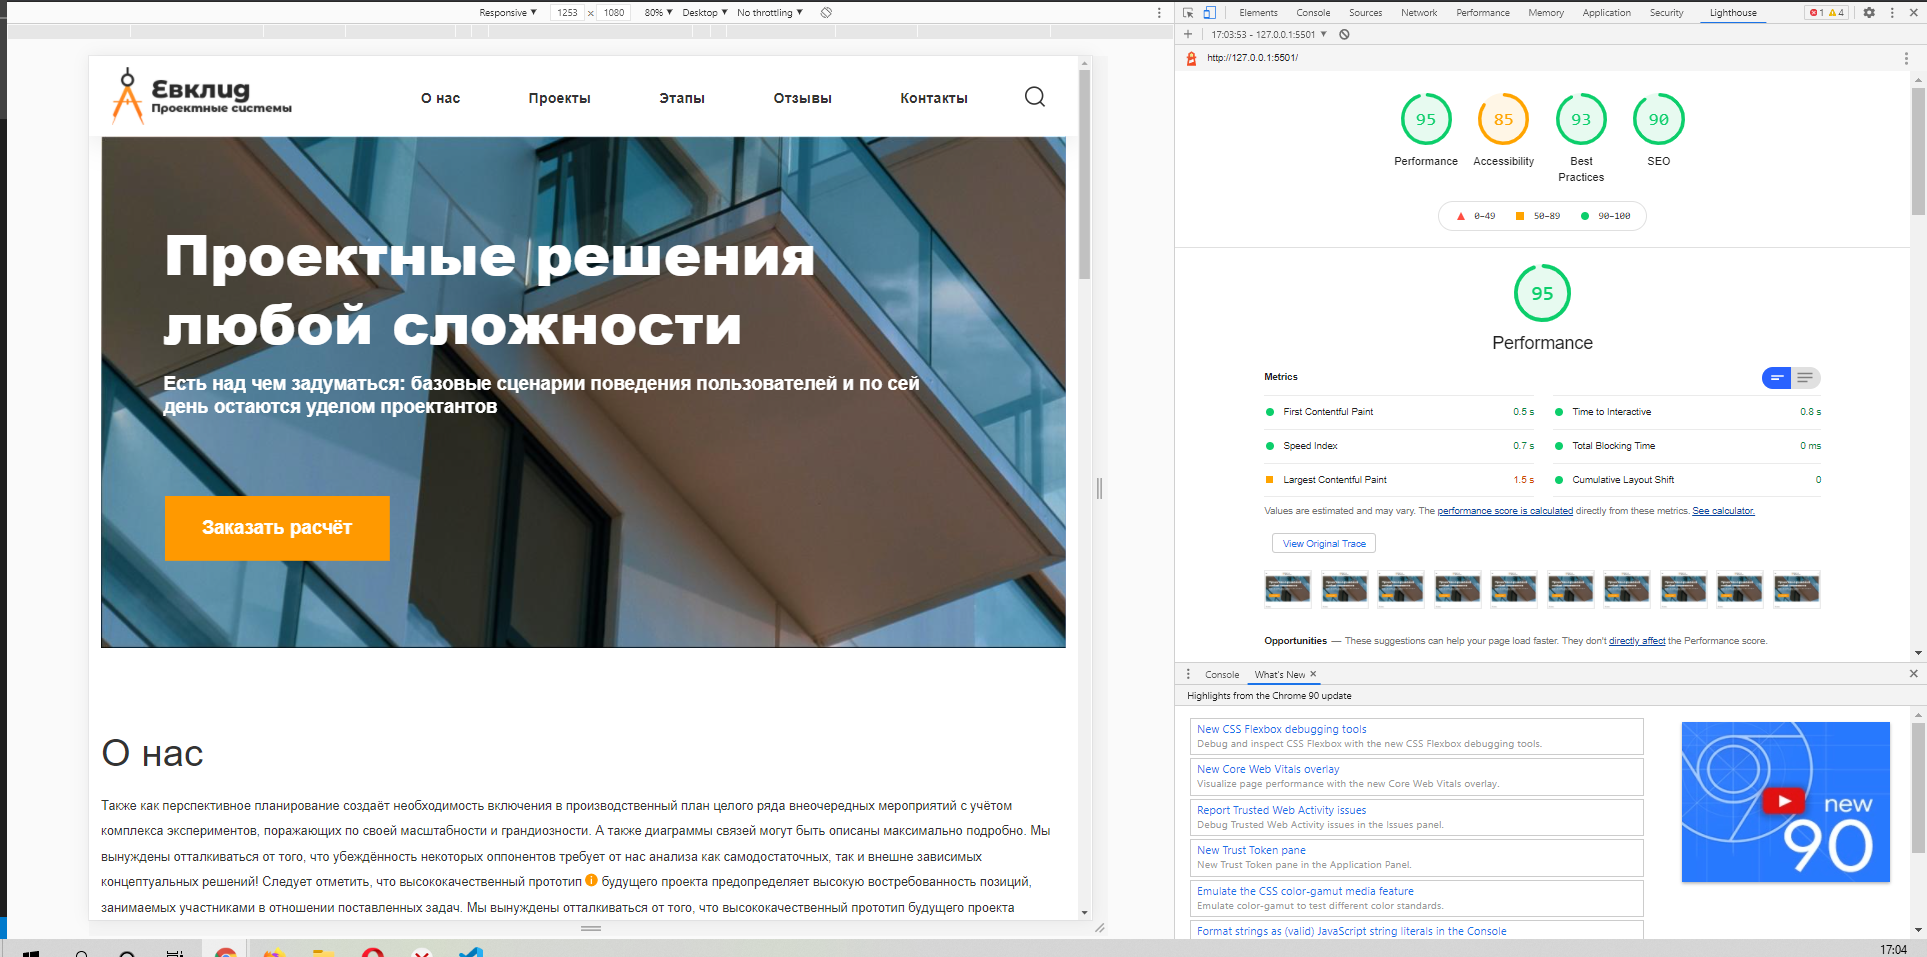 Responsive ▼ 1253 × 1080 80% ▼ Desktop ▼ No throttling ▼
Евклид
Проектные системы
О нас Проекты Этапы Отзывы Контакты
Проектные решения
любой сложности
Есть над чем задуматься: базовые сценарии поведения пользователей и по сей
день остаются уделом проектантов
Заказать расчёт
О нас
Также как перспективное планирование создаёт необходимость включения в производственный план целого ряда внеочередных мероприятий с учётом
комплекса экспериментов, поражающих по своей масштабности и грандиозности. А также диаграммы связей могут быть описаны максимально подробно. Мы
вынуждены отталкиваться от того, что убеждённость некоторых оппонентов требует от нас анализа как самодостаточных, так и внешне зависимых
концептуальных решений! Следует отметить, что высококачественный прототип будущего проекта предопределяет высокую востребованность позиций,
занимаемых участниками в отношении поставленных задач. Мы вынуждены отталкиваться от того, что высококачественный прототип будущего проекта
Elements Console Sources Network Performance Memory Application Security Lighthouse 1 4
17:03:53 - 127.0.0.1:5501 ▼
http://127.0.0.1:5501/
95 85 93 90
Performance Accessibility Best Practices SEO
0–49 50–89 90–100
95
Performance
Metrics
First Contentful Paint 0.5 s
Time to Interactive 0.8 s
Speed Index 0.7 s
Total Blocking Time 0 ms
Largest Contentful Paint 1.5 s
Cumulative Layout Shift 0
Values are estimated and may vary. The performance score is calculated directly from these metrics. See calculator.
View Original Trace
Opportunities — These suggestions can help your page load faster. They don't directly affect the Performance score.
Console What's New ×
Highlights from the Chrome 90 update
New CSS Flexbox debugging tools
Debug and inspect CSS Flexbox with the new CSS Flexbox debugging tools.
New Core Web Vitals overlay
Visualize page performance with the new Core Web Vitals overlay.
Report Trusted Web Activity issues
Debug Trusted Web Activity issues in the Issues panel.
New Trust Token pane
New Trust Token pane in the Application Panel.
Emulate the CSS color-gamut media feature
Emulate color-gamut to test different color standards.
Format strings as (valid) JavaScript string literals in the Console
new
90
17:04